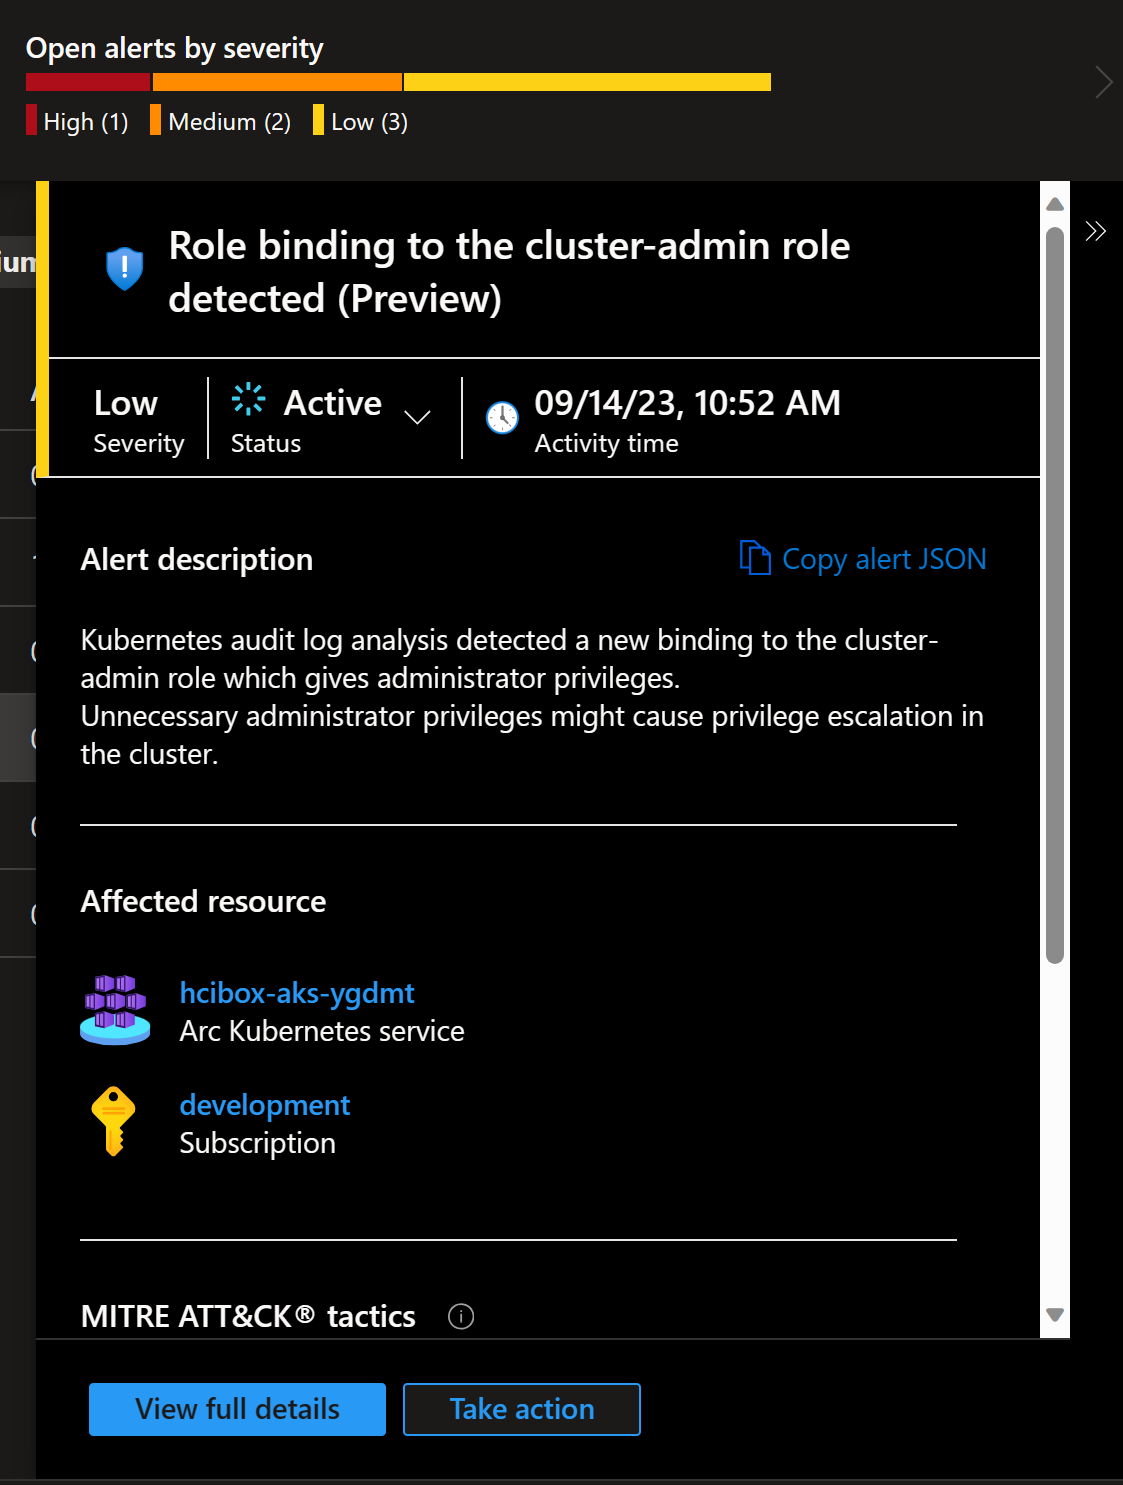 Open alerts by severity
High (1) Medium (2) Low (3)
Role binding to the cluster-admin role
detected (Preview)
Low
Severity
Active
Status
09/14/23, 10:52 AM
Activity time
Alert description
Copy alert JSON
Kubernetes audit log analysis detected a new binding to the cluster-
admin role which gives administrator privileges.
Unnecessary administrator privileges might cause privilege escalation in
the cluster.
Affected resource
hcibox-aks-ygdmt
Arc Kubernetes service
development
Subscription
MITRE ATT&CK® tactics
View full details
Take action